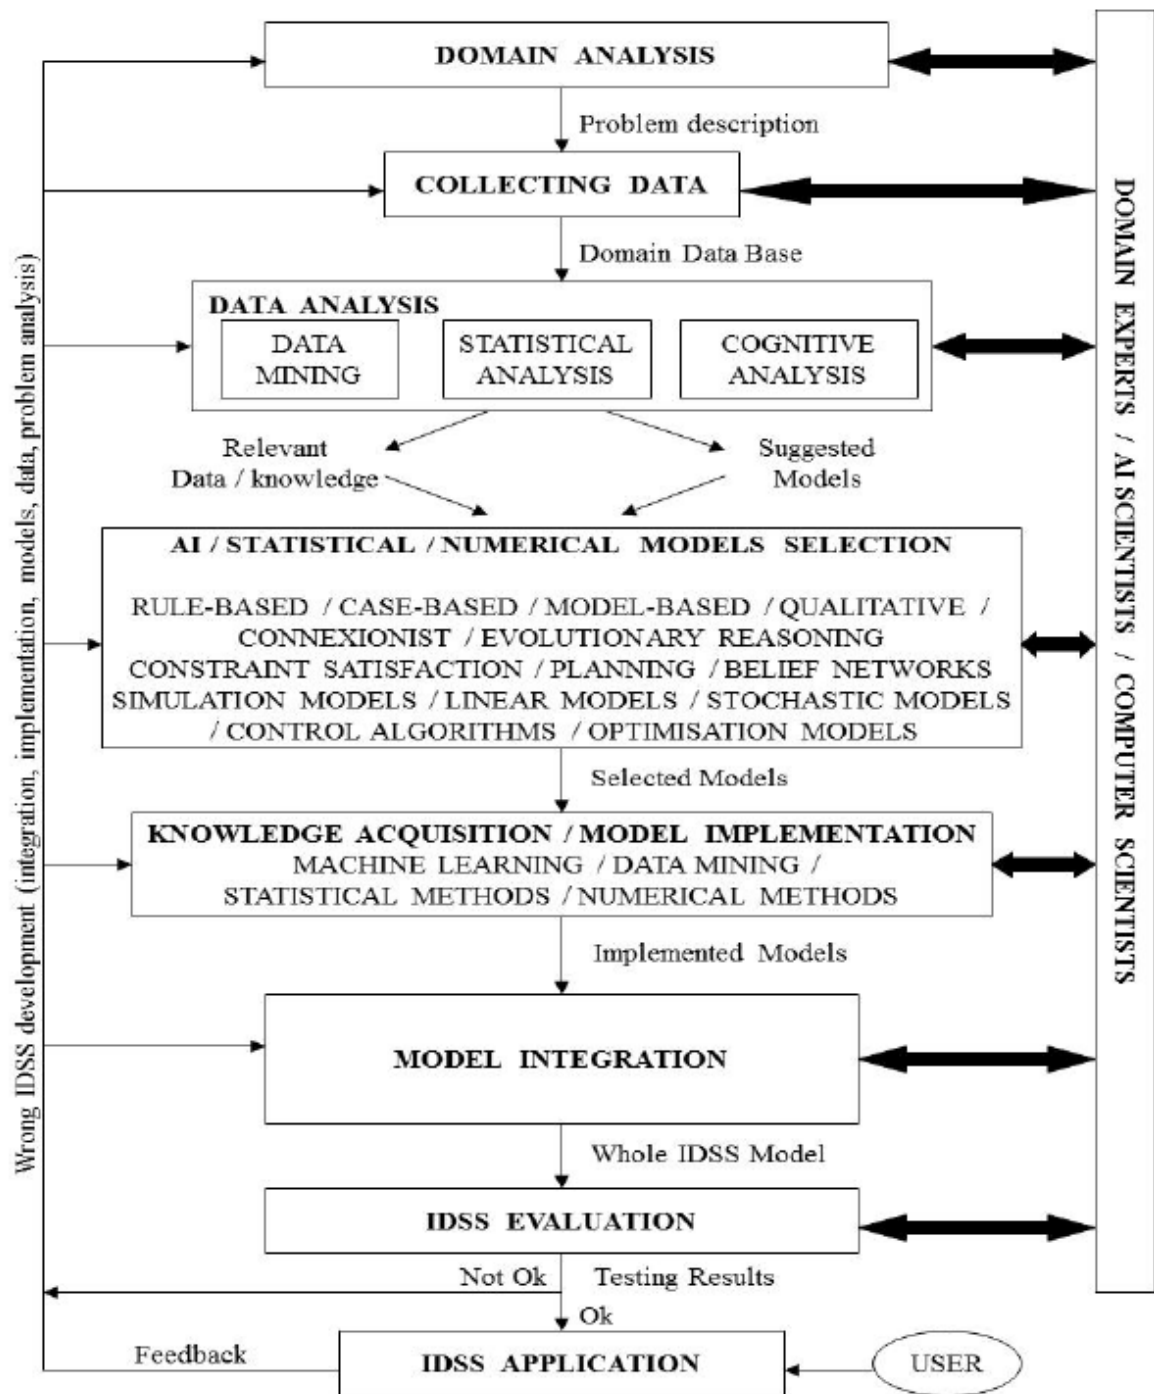 DOMAIN ANALYSIS
Problem description
COLLECTING DATA
Domain Data Base
DATA ANALYSIS
DATA
MINING
STATISTICAL
ANALYSIS
COGNITIVE
ANALYSIS
Relevant
Data / knowledge
Suggested
Models
AI / STATISTICAL / NUMERICAL MODELS SELECTION
RULE-BASED / CASE-BASED / MODEL-BASED / QUALITATIVE /
CONNEXIONIST / EVOLUTIONARY REASONING
CONSTRAINT SATISFACTION / PLANNING / BELIEF NETWORKS
SIMULATION MODELS / LINEAR MODELS / STOCHASTIC MODELS
/ CONTROL ALGORITHMS / OPTIMISATION MODELS
Selected Models
KNOWLEDGE ACQUISITION / MODEL IMPLEMENTATION
MACHINE LEARNING / DATA MINING /
STATISTICAL METHODS / NUMERICAL METHODS
Implemented Models
MODEL INTEGRATION
Whole IDSS Model
IDSS EVALUATION
Not Ok
Testing Results
Ok
Feedback
IDSS APPLICATION
USER
Wrong IDSS development (integration, implementation, models, data, problem analysis)
DOMAIN EXPERTS / AI SCIENTISTS / COMPUTER SCIENTISTS